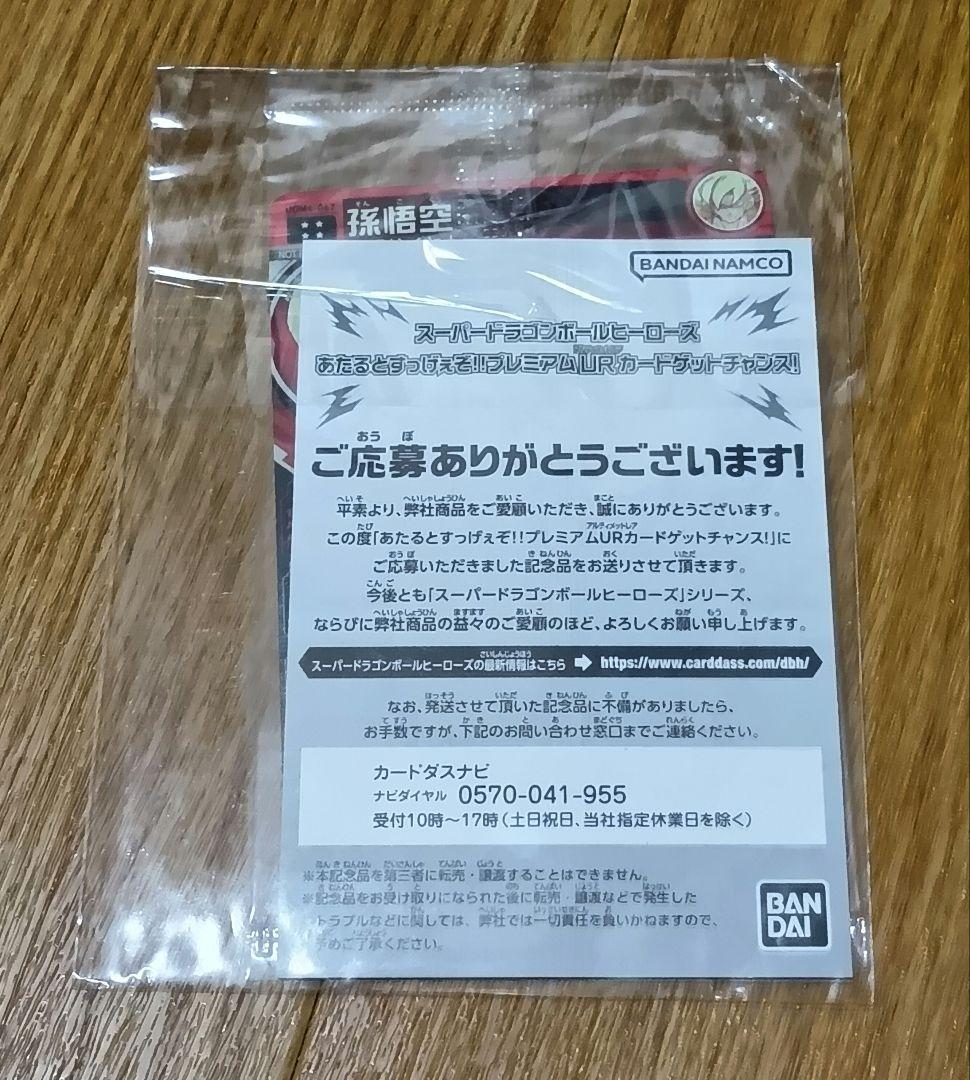 孫悟空
BANDAI NAMCO
スーパードラゴンボールヒーローズ
あたるとすっげぇぞ!!プレミアムURカードゲットチャンス!
ご応募ありがとうございます!
平素より、弊社商品をご愛顧いただき、誠にありがとうございます。
この度「あたるとすっげぇぞ!!プレミアムURカードゲットチャンス!」に
ご応募いただきました記念品をお送りさせて頂きます。
今後とも「スーパードラゴンボールヒーローズ」シリーズ、
ならびに弊社商品の益々のご愛顧のほど、よろしくお願い申し上げます。
スーパードラゴンボールヒーローズの最新情報はこちら ➡ https://www.carddass.com/dbh/
なお、発送させて頂いた記念品に不備がありましたら、
お手数ですが、下記のお問い合わせ窓口までご連絡ください。
カードダスナビ
ナビダイヤル 0570-041-955
受付10時～17時(土日祝日、当社指定休業日を除く)
※本記念品を第三者に転売・譲渡することはできません。
※記念品をお受け取りになられた後に転売・譲渡などで発生した
トラブルなどに関しては、弊社では一切責任を負いかねますので、
予めご了承ください。
BAN
DAI